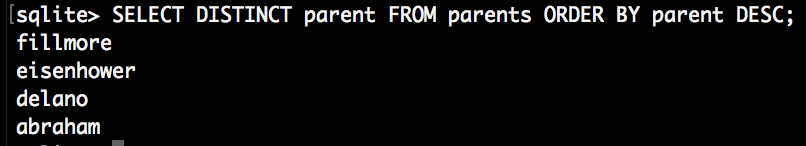 [sqlite> SELECT DISTINCT parent FROM parents ORDER BY parent DESC;
fillmore
eisenhower
delano
abraham